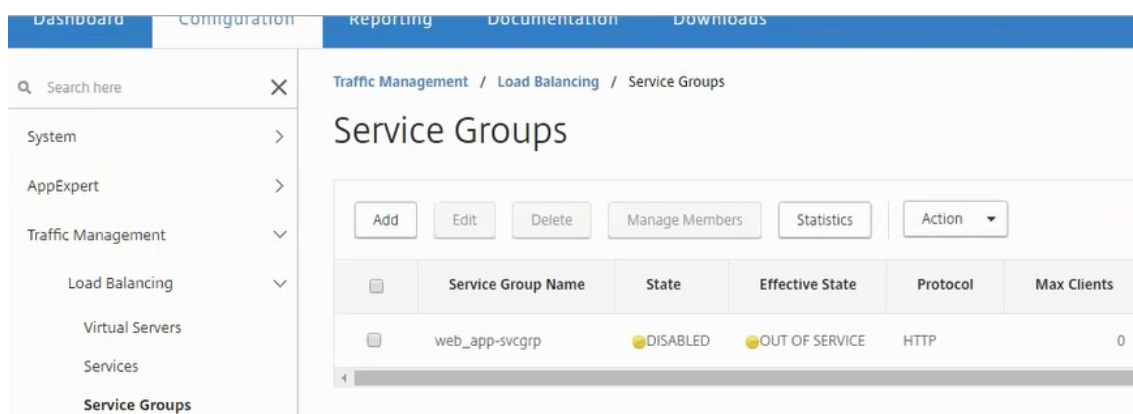 Dashboard Configuration Reporting Documentation Downloads
Search here
System
AppExpert
Traffic Management
Load Balancing
Virtual Servers
Services
Service Groups
Traffic Management / Load Balancing / Service Groups
Service Groups
Add Edit Delete Manage Members Statistics Action
Service Group Name State Effective State Protocol Max Clients
web_app-svcgrp DISABLED OUT OF SERVICE HTTP 0